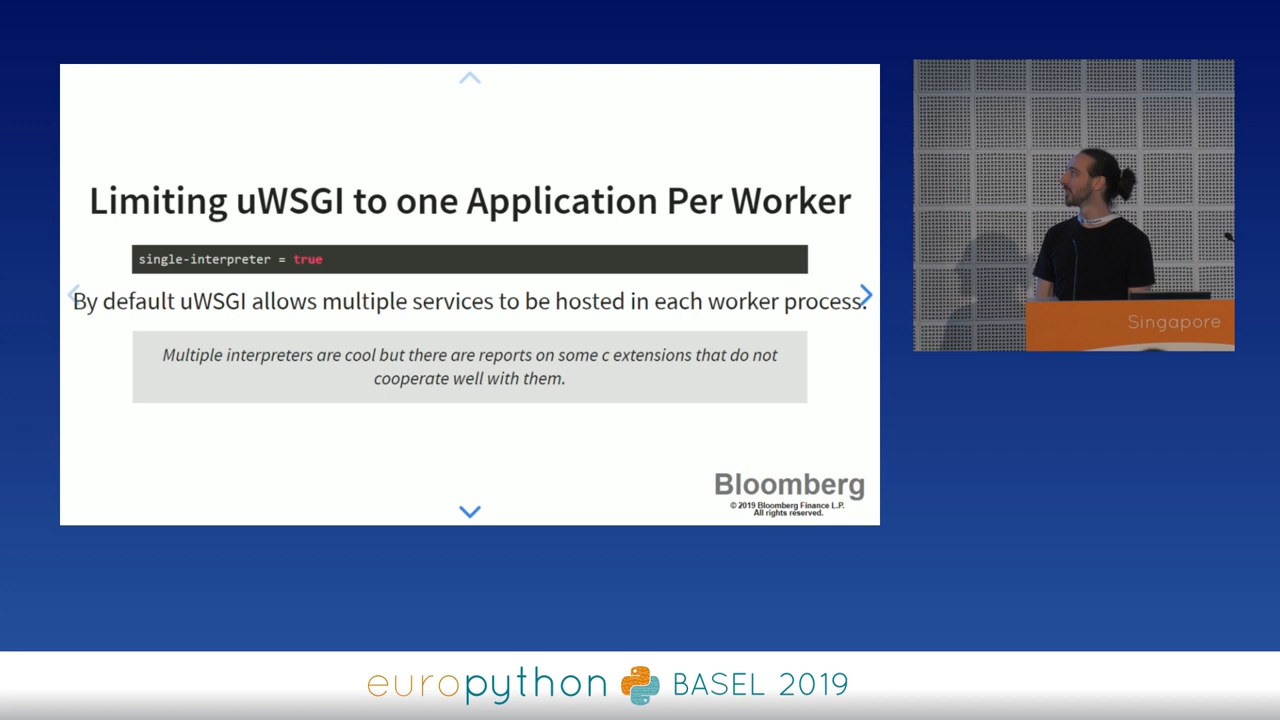 Limiting uWSGI to one Application Per Worker
single-interpreter = true
By default uWSGI allows multiple services to be hosted in each worker process.
Multiple interpreters are cool but there are reports on some c extensions that do not
cooperate well with them.
Bloomberg
© 2019 Bloomberg Finance L.P.
All rights reserved.
Singapore
europython BASEL 2019